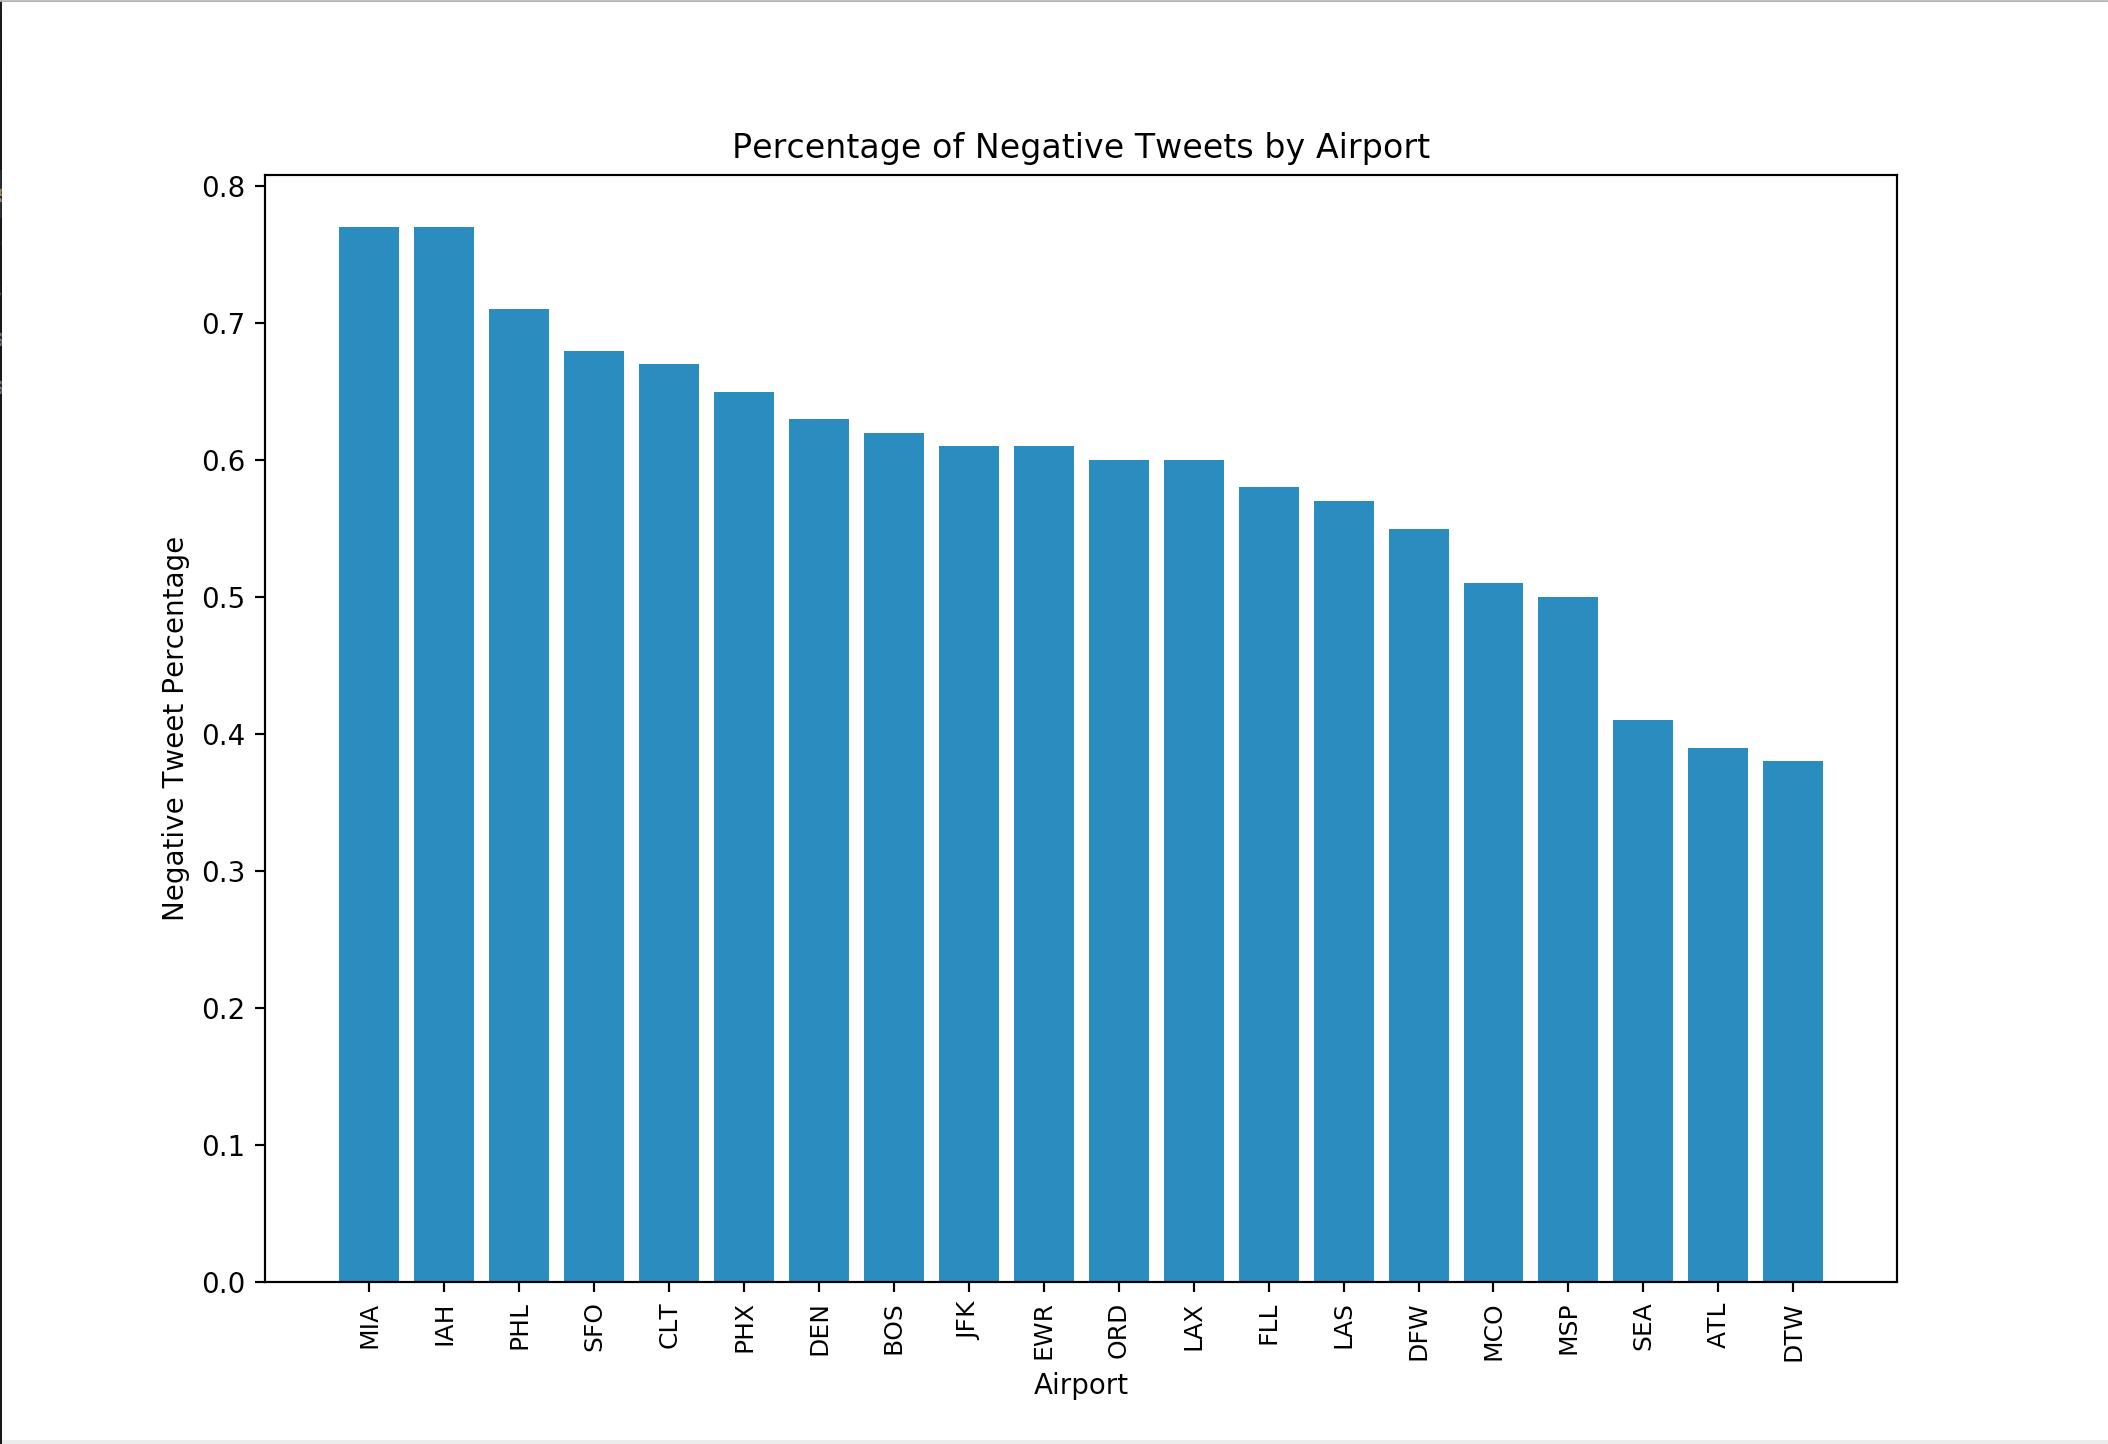 Percentage of Negative Tweets by Airport
Negative Tweet Percentage
0.8
0.7
0.6
0.5
0.4
0.3
0.2
0.1
0.0
MIA
IAH
PHL
SFO
CLT
PHX
DEN
BOS
JFK
EWR
ORD
LAX
FLL
LAS
DFW
MCO
MSP
SEA
ATL
DTW
Airport